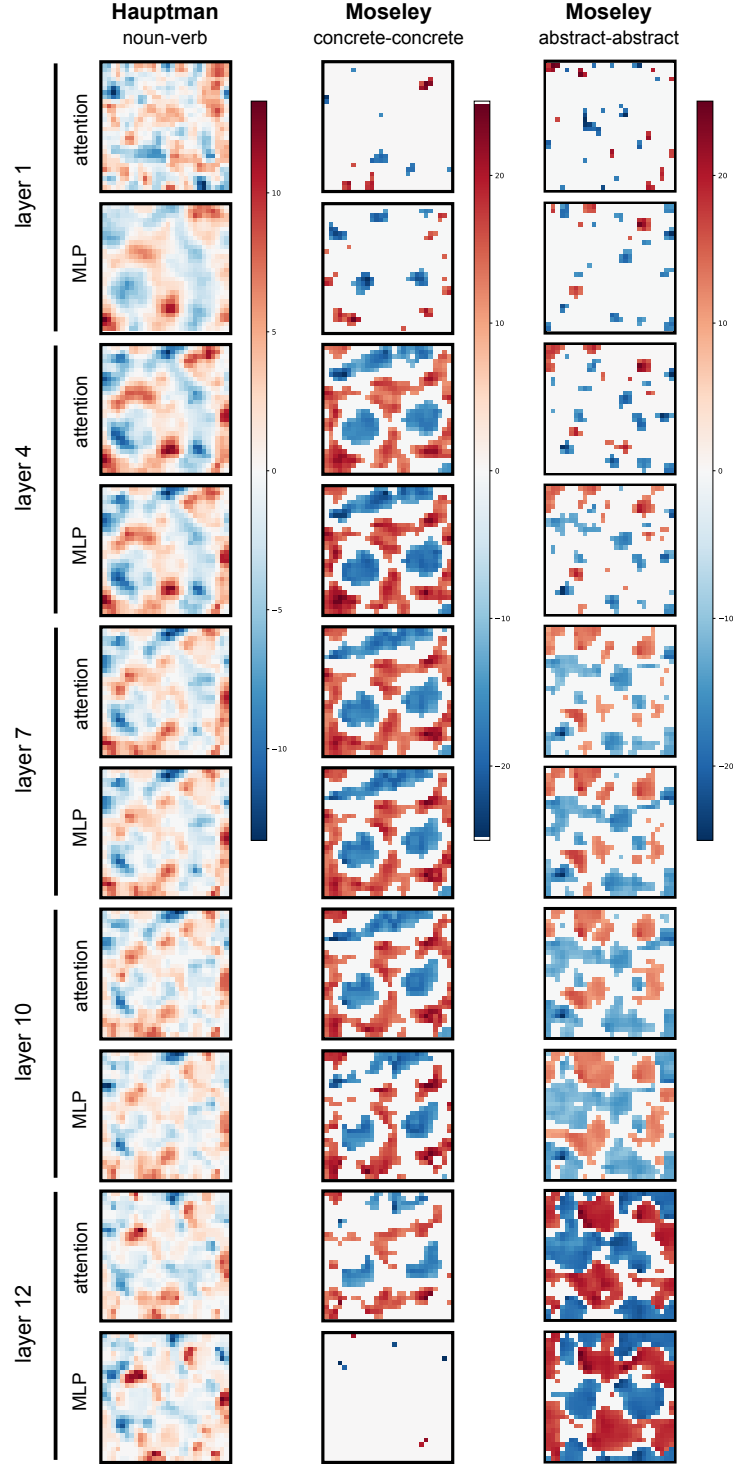 Hauptman
noun-verb
Moseley
concrete-concrete
Moseley
abstract-abstract
layer 1
attention
MLP
layer 4
attention
MLP
layer 7
attention
MLP
layer 10
attention
MLP
layer 12
attention
MLP
10
5
0
−5
−10
20
10
0
−10
−20
20
10
0
−10
−20